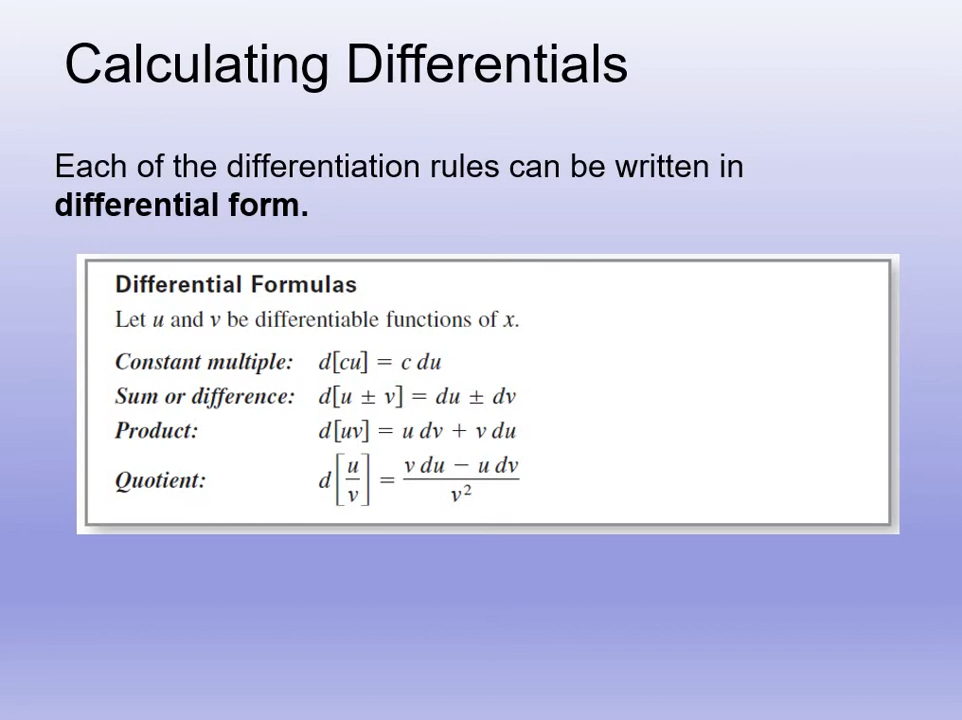 Calculating Differentials
Each of the differentiation rules can be written in
differential form.
Differential Formulas
Let u and v be differentiable functions of x.
Constant multiple: d[cu] = c du
Sum or difference: d[u ± v] = du ± dv
Product: d[uv] = u dv + v du
Quotient: d[u/v] = (v du − u dv)/v²